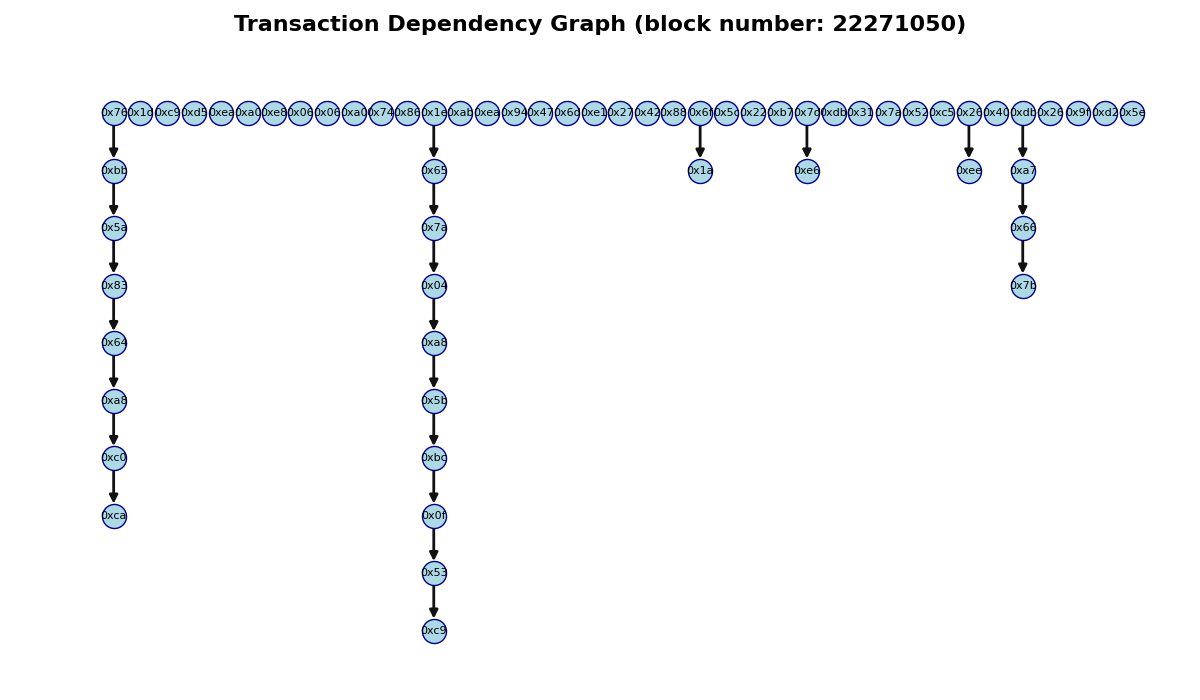 Transaction Dependency Graph (block number: 22271050)
0x76 0x1d 0xc9 0xd5 0xea 0xa0 0xe8 0x06 0x06 0xa0 0x74 0x86 0x1e 0xab 0xea 0x94 0x47 0x6d 0xe1 0x27 0x42 0x88 0x6f 0x5c 0x22 0xb7 0x7d 0xdb 0x31 0x7a 0x52 0xc5 0x26 0x40 0xdb 0x26 0x9f 0xd2 0x5e
0xbb 0x65 0x1a 0xe6 0xee 0xa7
0x5a 0x7a 0x66
0x83 0x04 0x7b
0x64 0xa8
0xa8 0x5b
0xc0 0xbc
0xca 0x0f
0x53
0xc9